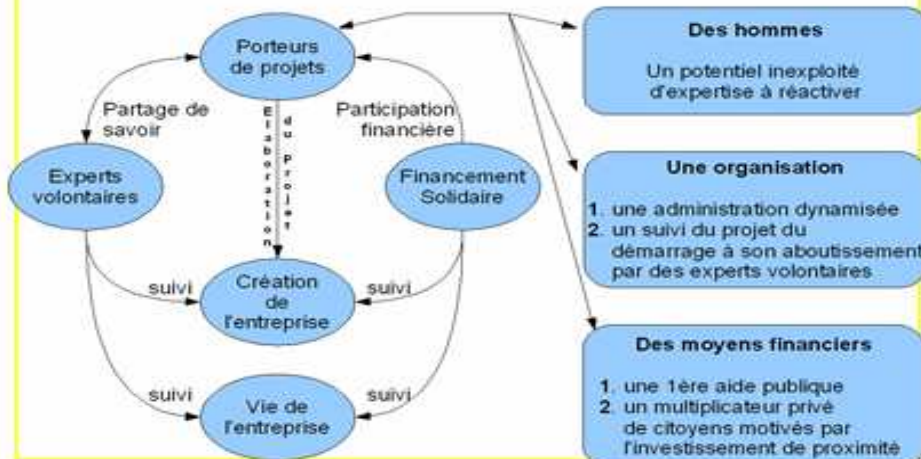 Porteurs
de projets
Partage de
savoir
Elaboration
du Projet
Participation
financière
Experts
volontaires
Financement
Solidaire
suivi
Création
de
l'entreprise
suivi
suivi
Vie de
l'entreprise
suivi
Des hommes
Un potentiel inexploité
d'expertise à réactiver
Une organisation
1. une administration dynamisée
2. un suivi du projet du
démarrage à son aboutissement
par des experts volontaires
Des moyens financiers
1. une 1ère aide publique
2. un multiplicateur privé
de citoyens motivés par
l'investissement de proximité